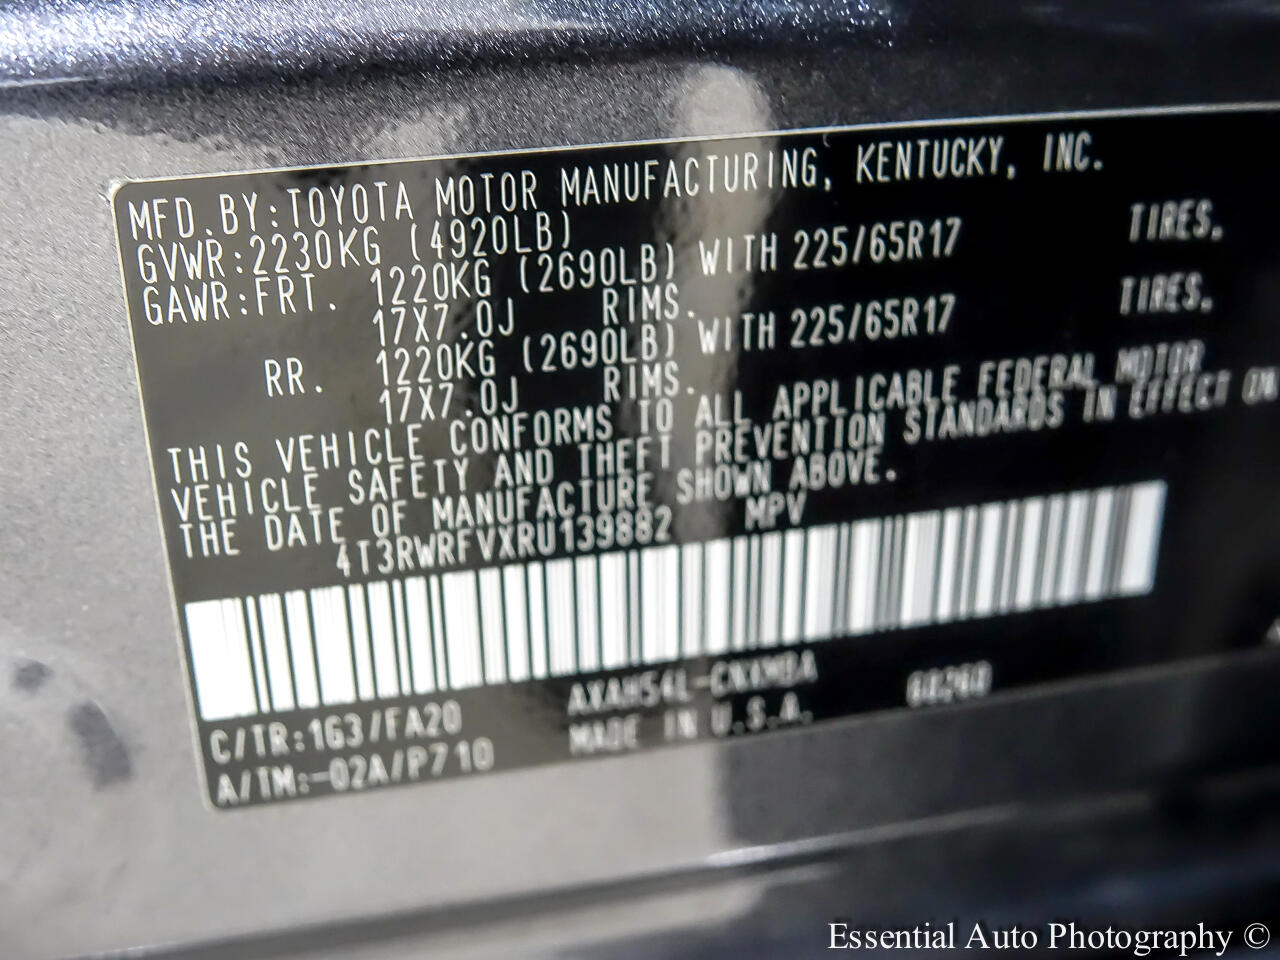 MFD.BY:TOYOTA MOTOR MANUFACTURING, KENTUCKY, INC.
GVWR:2230KG (4920LB)
GAWR:FRT. 1220KG (2690LB) WITH 225/65R17 TIRES.
17X7.0J RIMS.
RR. 1220KG (2690LB) WITH 225/65R17 TIRES.
17X7.0J RIMS.
THIS VEHICLE CONFORMS TO ALL APPLICABLE FEDERAL MOTOR
VEHICLE SAFETY AND THEFT PREVENTION STANDARDS IN EFFECT ON
THE DATE OF MANUFACTURE SHOWN ABOVE.
4T3RWRFVXRU139882 MPV
C/TR:1G3/FA20 AXAH54L-CNXMBA
A/TM:-02A/P710 MADE IN U.S.A.
Essential Auto Photography ©